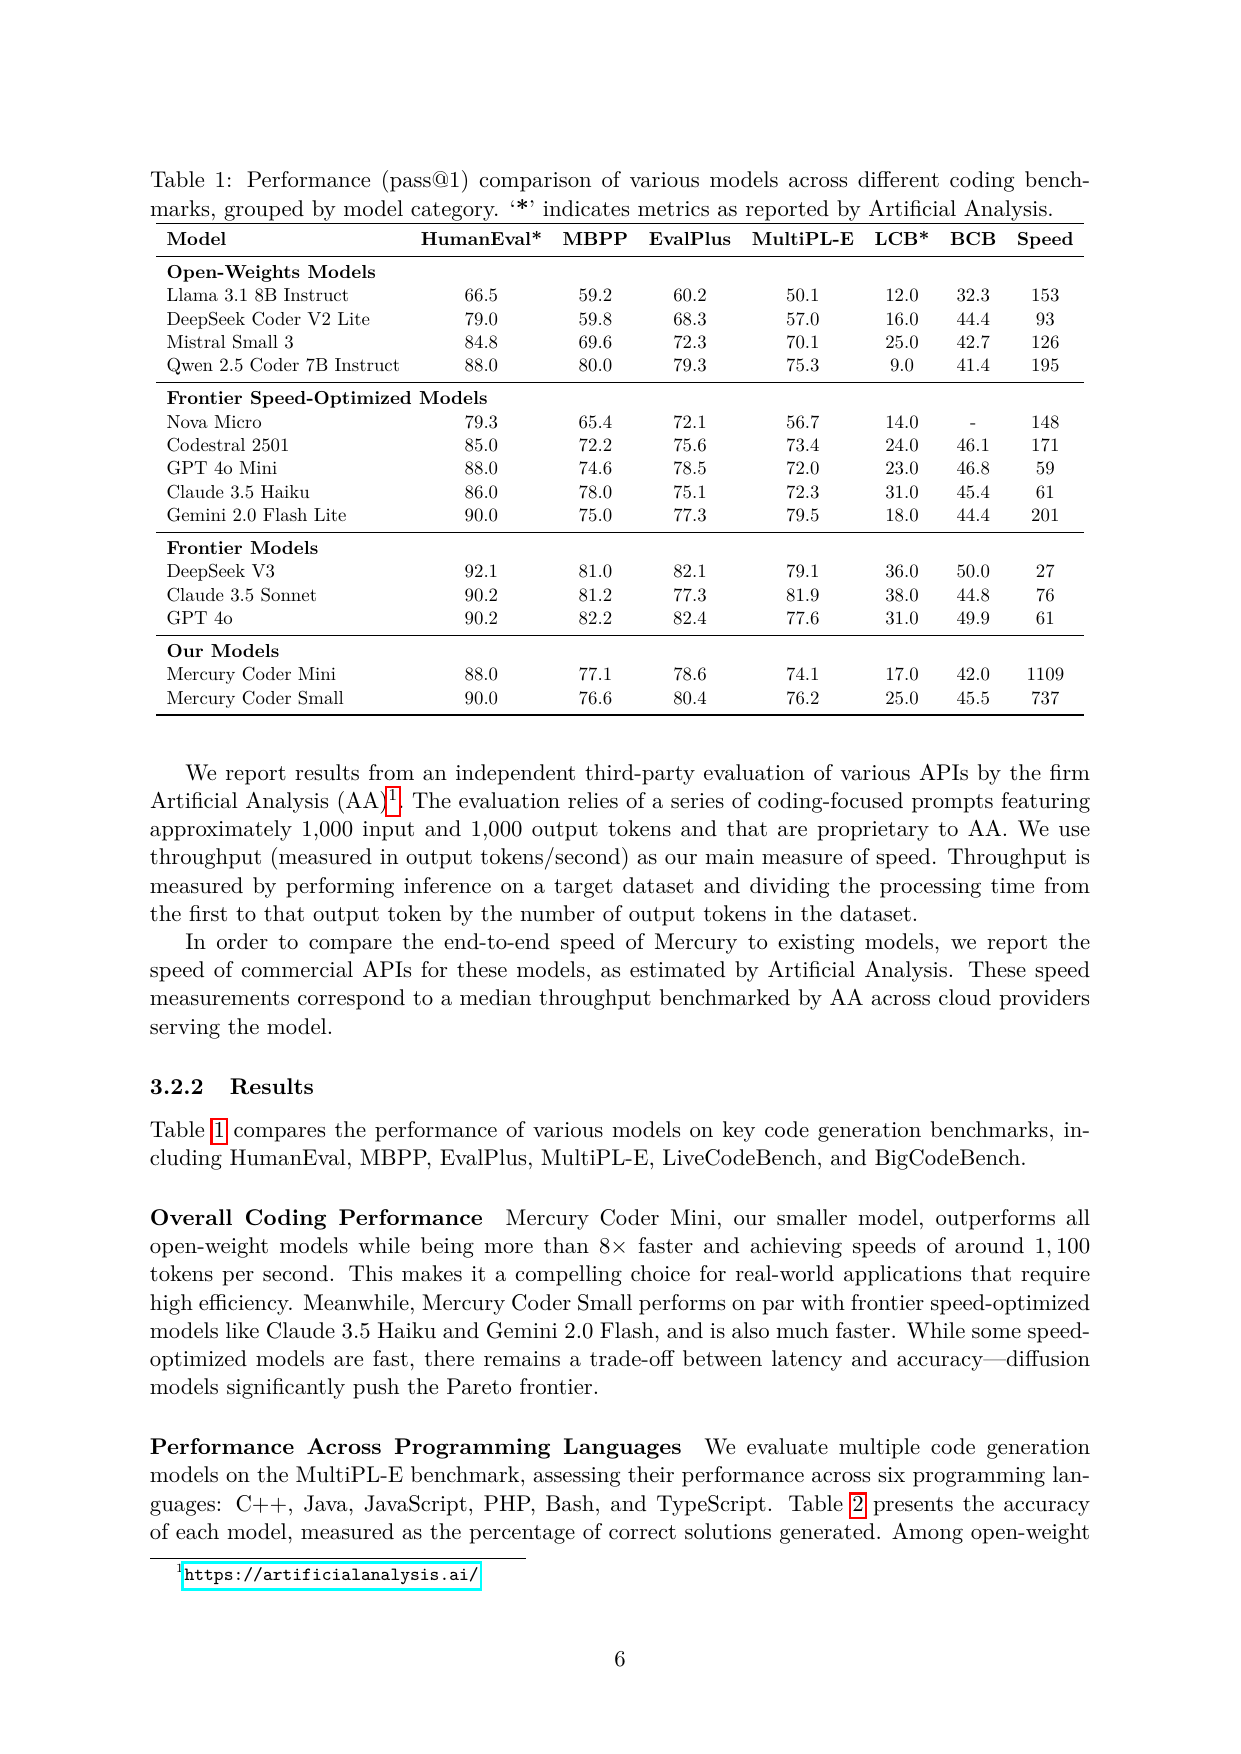 Table 1: Performance (pass@1) comparison of various models across different coding bench-
marks, grouped by model category. ‘*’ indicates metrics as reported by Artificial Analysis.
Model HumanEval* MBPP EvalPlus MultiPL-E LCB* BCB Speed
Open-Weights Models
Llama 3.1 8B Instruct 66.5 59.2 60.2 50.1 12.0 32.3 153
DeepSeek Coder V2 Lite 79.0 59.8 68.3 57.0 16.0 44.4 93
Mistral Small 3 84.8 69.6 72.3 70.1 25.0 42.7 126
Qwen 2.5 Coder 7B Instruct 88.0 80.0 79.3 75.3 9.0 41.4 195
Frontier Speed-Optimized Models
Nova Micro 79.3 65.4 72.1 56.7 14.0 - 148
Codestral 2501 85.0 72.2 75.6 73.4 24.0 46.1 171
GPT 4o Mini 88.0 74.6 78.5 72.0 23.0 46.8 59
Claude 3.5 Haiku 86.0 78.0 75.1 72.3 31.0 45.4 61
Gemini 2.0 Flash Lite 90.0 75.0 77.3 79.5 18.0 44.4 201
Frontier Models
DeepSeek V3 92.1 81.0 82.1 79.1 36.0 50.0 27
Claude 3.5 Sonnet 90.2 81.2 77.3 81.9 38.0 44.8 76
GPT 4o 90.2 82.2 82.4 77.6 31.0 49.9 61
Our Models
Mercury Coder Mini 88.0 77.1 78.6 74.1 17.0 42.0 1109
Mercury Coder Small 90.0 76.6 80.4 76.2 25.0 45.5 737
We report results from an independent third-party evaluation of various APIs by the firm
Artificial Analysis (AA)1. The evaluation relies of a series of coding-focused prompts featuring
approximately 1,000 input and 1,000 output tokens and that are proprietary to AA. We use
throughput (measured in output tokens/second) as our main measure of speed. Throughput is
measured by performing inference on a target dataset and dividing the processing time from
the first to that output token by the number of output tokens in the dataset.
In order to compare the end-to-end speed of Mercury to existing models, we report the
speed of commercial APIs for these models, as estimated by Artificial Analysis. These speed
measurements correspond to a median throughput benchmarked by AA across cloud providers
serving the model.
3.2.2 Results
Table 1 compares the performance of various models on key code generation benchmarks, in-
cluding HumanEval, MBPP, EvalPlus, MultiPL-E, LiveCodeBench, and BigCodeBench.
Overall Coding Performance Mercury Coder Mini, our smaller model, outperforms all
open-weight models while being more than 8× faster and achieving speeds of around 1, 100
tokens per second. This makes it a compelling choice for real-world applications that require
high efficiency. Meanwhile, Mercury Coder Small performs on par with frontier speed-optimized
models like Claude 3.5 Haiku and Gemini 2.0 Flash, and is also much faster. While some speed-
optimized models are fast, there remains a trade-off between latency and accuracy—diffusion
models significantly push the Pareto frontier.
Performance Across Programming Languages We evaluate multiple code generation
models on the MultiPL-E benchmark, assessing their performance across six programming lan-
guages: C++, Java, JavaScript, PHP, Bash, and TypeScript. Table 2 presents the accuracy
of each model, measured as the percentage of correct solutions generated. Among open-weight
1https://artificialanalysis.ai/
6